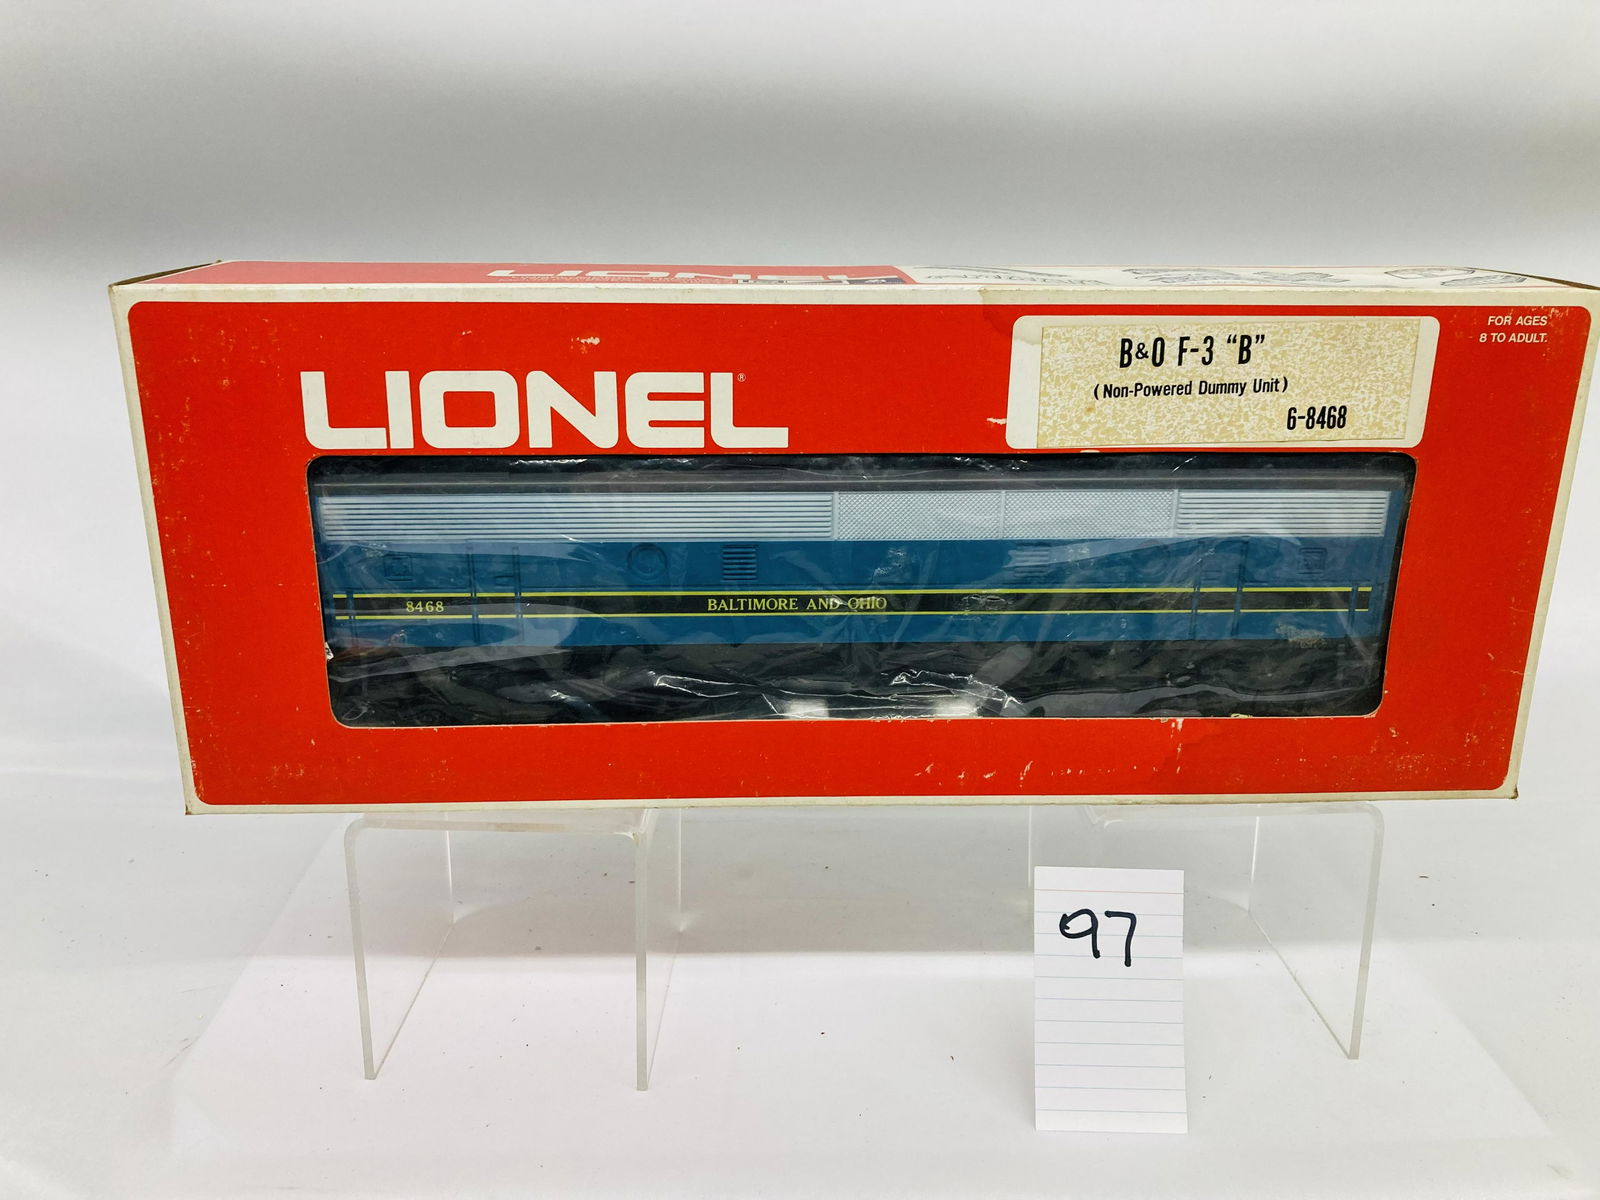 LIONEL
LIONEL®
B&O F-3 "B"
(Non-Powered Dummy Unit)
6-8468
FOR AGES
8 TO ADULT.
8468
BALTIMORE AND OHIO
97